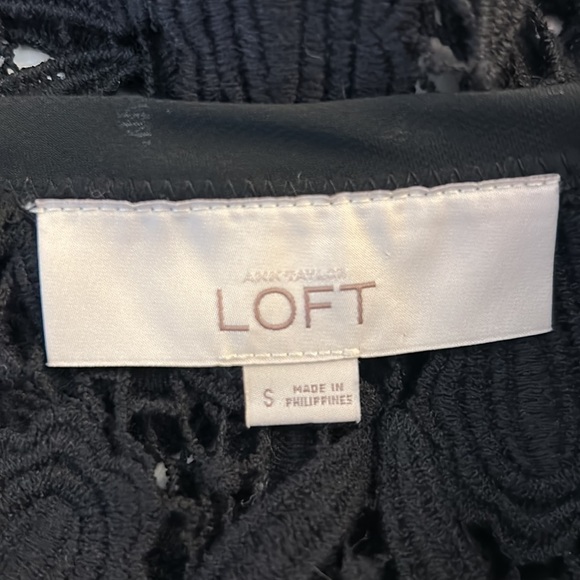 ANN TAYLOR
LOFT
S
MADE IN
PHILIPPINES